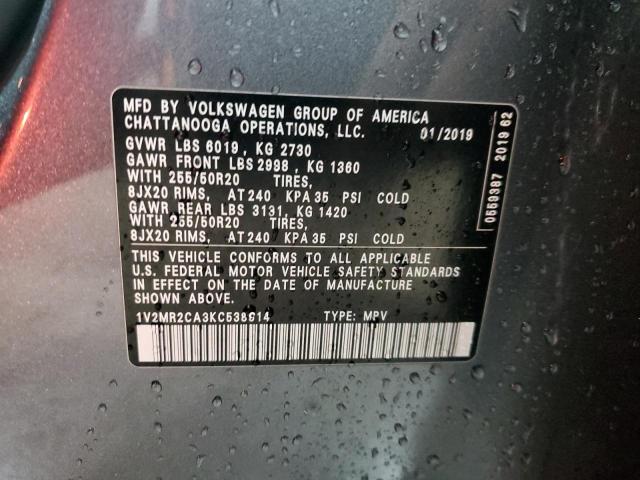 MFD BY VOLKSWAGEN GROUP OF AMERICA
CHATTANOOGA OPERATIONS, LLC. 01/2019
GVWR LBS 6019, KG 2730
GAWR FRONT LBS 2998, KG 1360
WITH 255/50R20 TIRES,
8JX20 RIMS, AT 240 KPA 35 PSI COLD
GAWR REAR LBS 3131, KG 1420
WITH 255/50R20 TIRES,
8JX20 RIMS, AT 240 KPA 35 PSI COLD
THIS VEHICLE CONFORMS TO ALL APPLICABLE
U.S. FEDERAL MOTOR VEHICLE SAFETY STANDARDS
IN EFFECT ON THE DATE OF MANUFACTURE
SHOWN ABOVE.
1V2MR2CA3KC538614 TYPE: MPV
0559387 2019 62